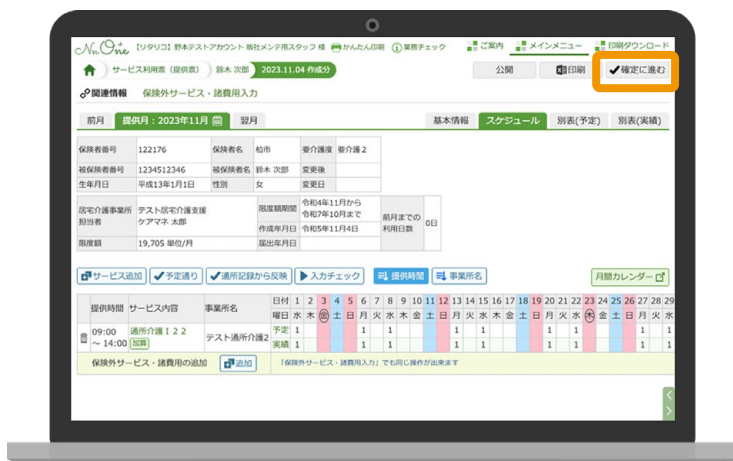 NnOne 【リタリコ】野本テストアカウント 販社メンテ用スタッフ 様 かんたん印刷 業務チェック ご案内 メインメニュー 印刷ダウンロード
サービス利用票（提供票） 鈴木 次郎 2023.11.04 作成分 公開 印刷 ✔確定に進む
関連情報 保険外サービス・諸費用入力
前月 提供月：2023年11月 翌月 基本情報 スケジュール 別表(予定) 別表(実績)
保険者番号 122176 保険者名 柏市 要介護度 要介護２
被保険者番号 1234512346 被保険者名 鈴木 次郎 変更後
生年月日 平成13年1月1日 性別 女 変更日
居宅介護事業所 担当者 テスト居宅介護支援 ケアマネ 太郎 限度額期間 令和4年11月から 令和7年10月まで 前月までの 利用日数 0日
作成年月日 令和5年11月4日
限度額 19,705 単位/月 届出年月日
サービス追加 ✔予定通り ✔通所記録から反映 ▶入力チェック 提供時間 事業所名 月間カレンダー
提供時間 サービス内容 事業所名 日付 1 2 3 4 5 6 7 8 9 10 11 12 13 14 15 16 17 18 19 20 21 22 23 24 25 26 27 28 29
曜日 水 木 金 土 日 月 火 水 木 金 土 日 月 火 水 木 金 土 日 月 火 水 木 金 土 日 月 火 水
09:00 ～ 14:00 通所介護Ⅰ２２ 加算 テスト通所介護2 予定 1 1 1 1 1 1 1 1 1
実績 1 1 1 1 1 1 1 1 1
保険外サービス・諸費用の追加 追加 「保険外サービス・諸費用入力」でも同じ操作が出来ます